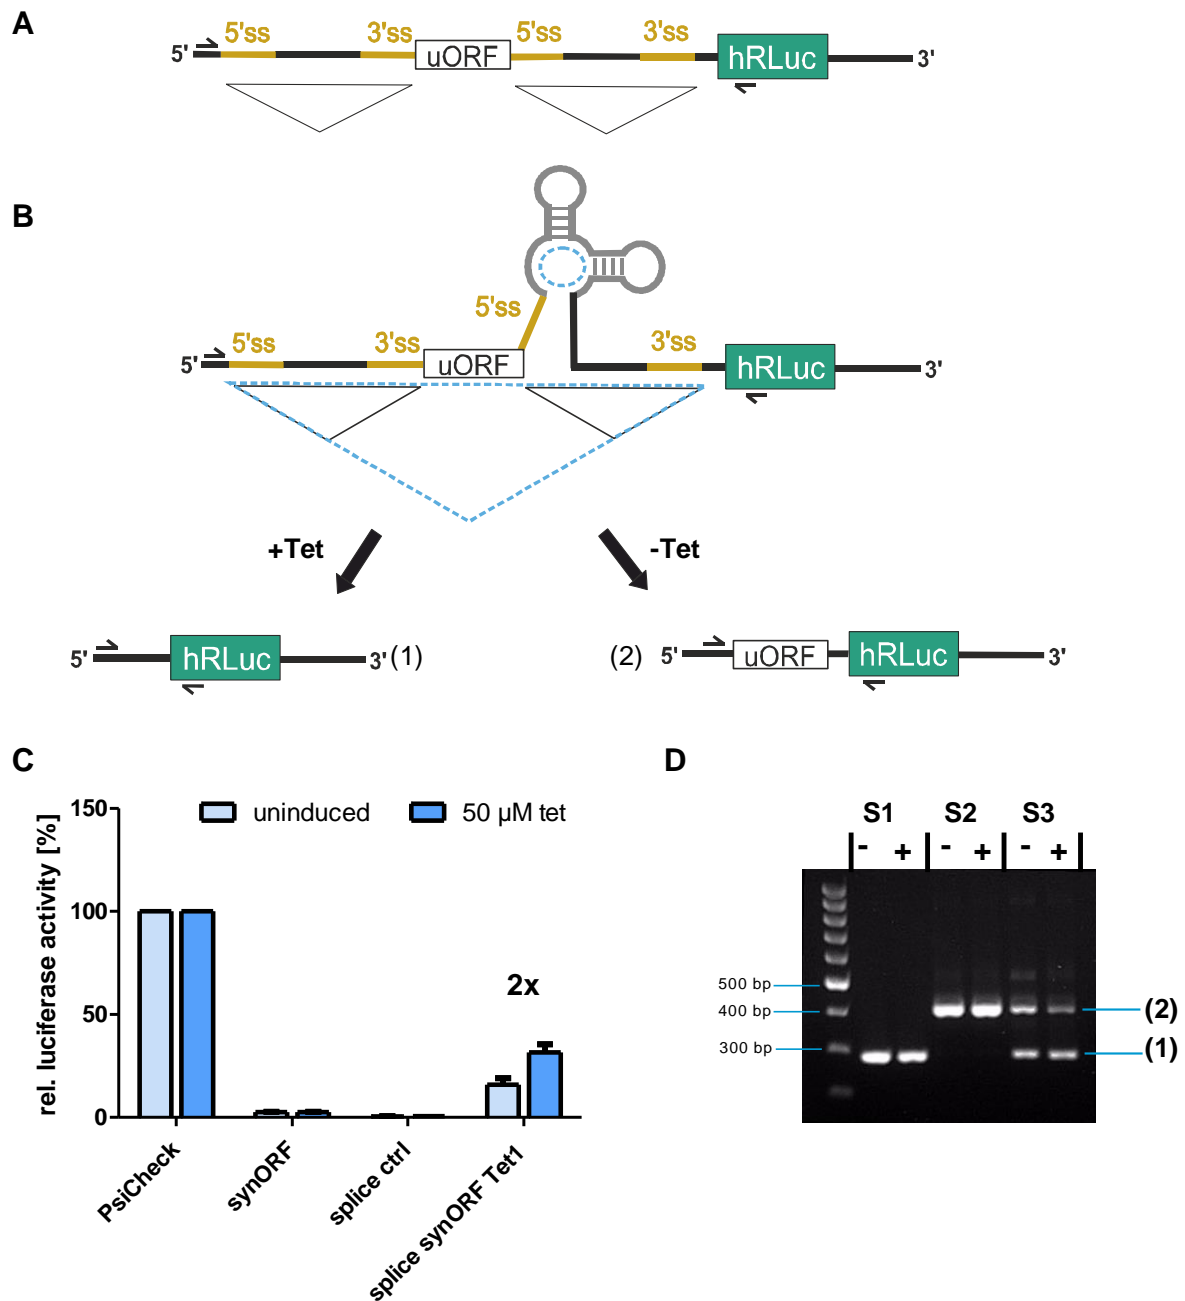 A
5' 5'ss 3'ss uORF 5'ss 3'ss hRLuc 3'
B
5'ss
5' 5'ss 3'ss uORF 3'ss hRLuc 3'
+Tet -Tet
5' hRLuc 3' (1)
(2) 5' uORF hRLuc 3'
C
rel. luciferase activity [%]
150
100
50
0
uninduced 50 µM tet
2x
PsiCheck
synORF
splice ctrl
splice synORF Tet1
D
S1 S2 S3
- + - + - +
500 bp
400 bp
300 bp
(2)
(1)